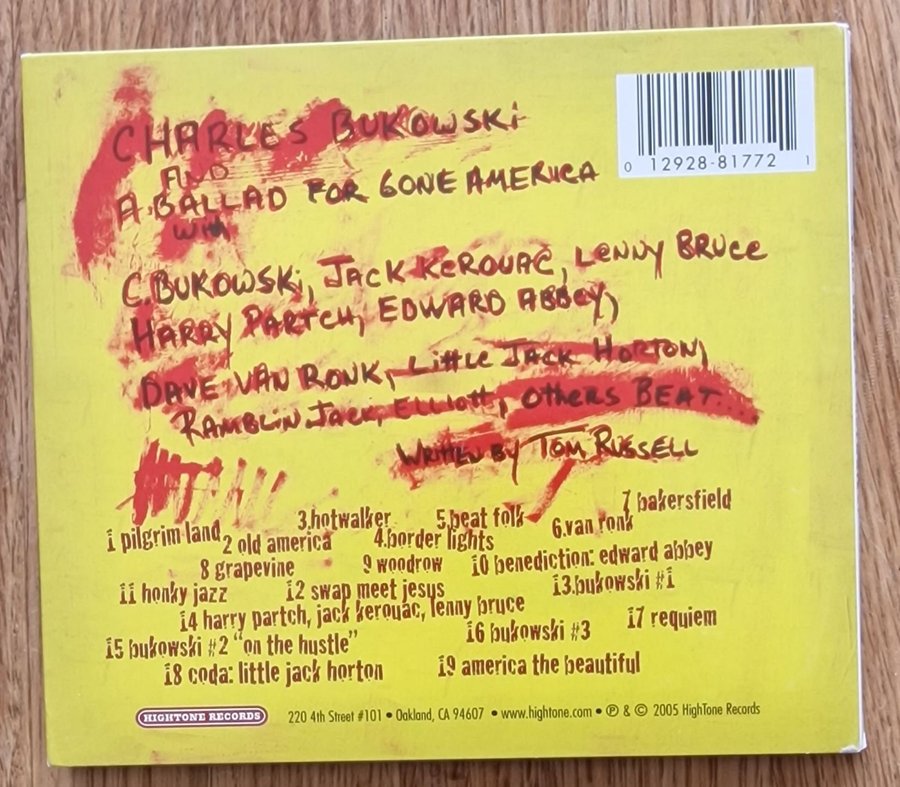 CHARLES BUKOWSKi
AND
A BALLAD FOR GONE AMERICA
with
C. BUKOWSKi, JACK KEROUAC, LENNY BRUCE
HARRY PARTCH, EDWARD ABBEY,
DAVE VAN RONK, Little JACK HORTON,
RAMBLIN JACK, Elliott, OtHERS BEAT....
WRittEN BY TOM RUSSELL
0 12928-81772 1
1 pilgrim land
2 old america
3.hotwalker
4.border lights
5.beat folk
6.van ronk
7 bakersfield
8 grapevine
9 woodrow
10 benediction: edward abbey
11 honky jazz
12 swap meet jesus
13.bukowski #1
14 harry partch, jack kerouac, lenny bruce
15 bukowski #2 "on the hustle"
16 bukowski #3
17 requiem
18 coda: little jack horton
19 america the beautiful
HIGHTONE RECORDS 220 4th Street #101 • Oakland, CA 94607 • www.hightone.com • ℗ & © 2005 HighTone Records